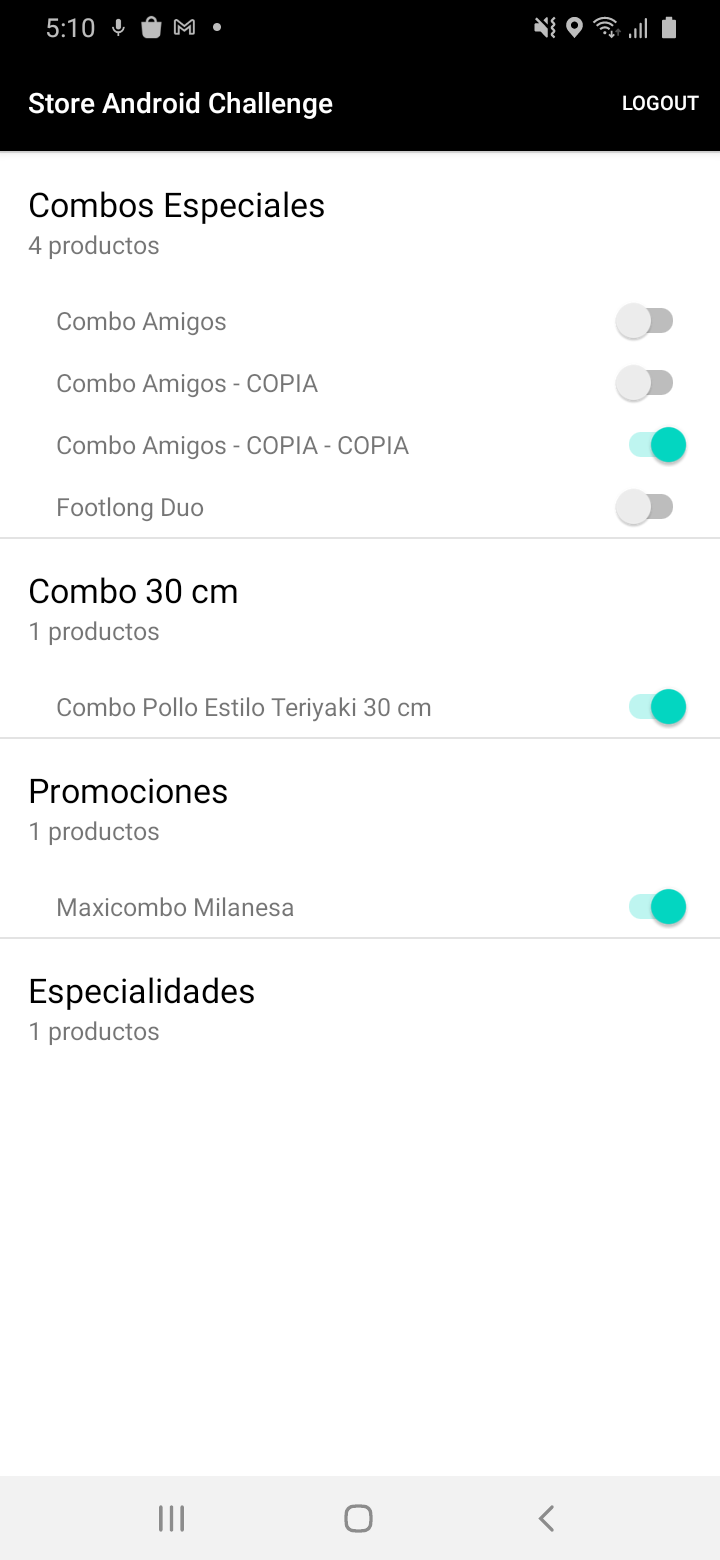 5:10
Store Android Challenge LOGOUT
Combos Especiales
4 productos
Combo Amigos
Combo Amigos - COPIA
Combo Amigos - COPIA - COPIA
Footlong Duo
Combo 30 cm
1 productos
Combo Pollo Estilo Teriyaki 30 cm
Promociones
1 productos
Maxicombo Milanesa
Especialidades
1 productos